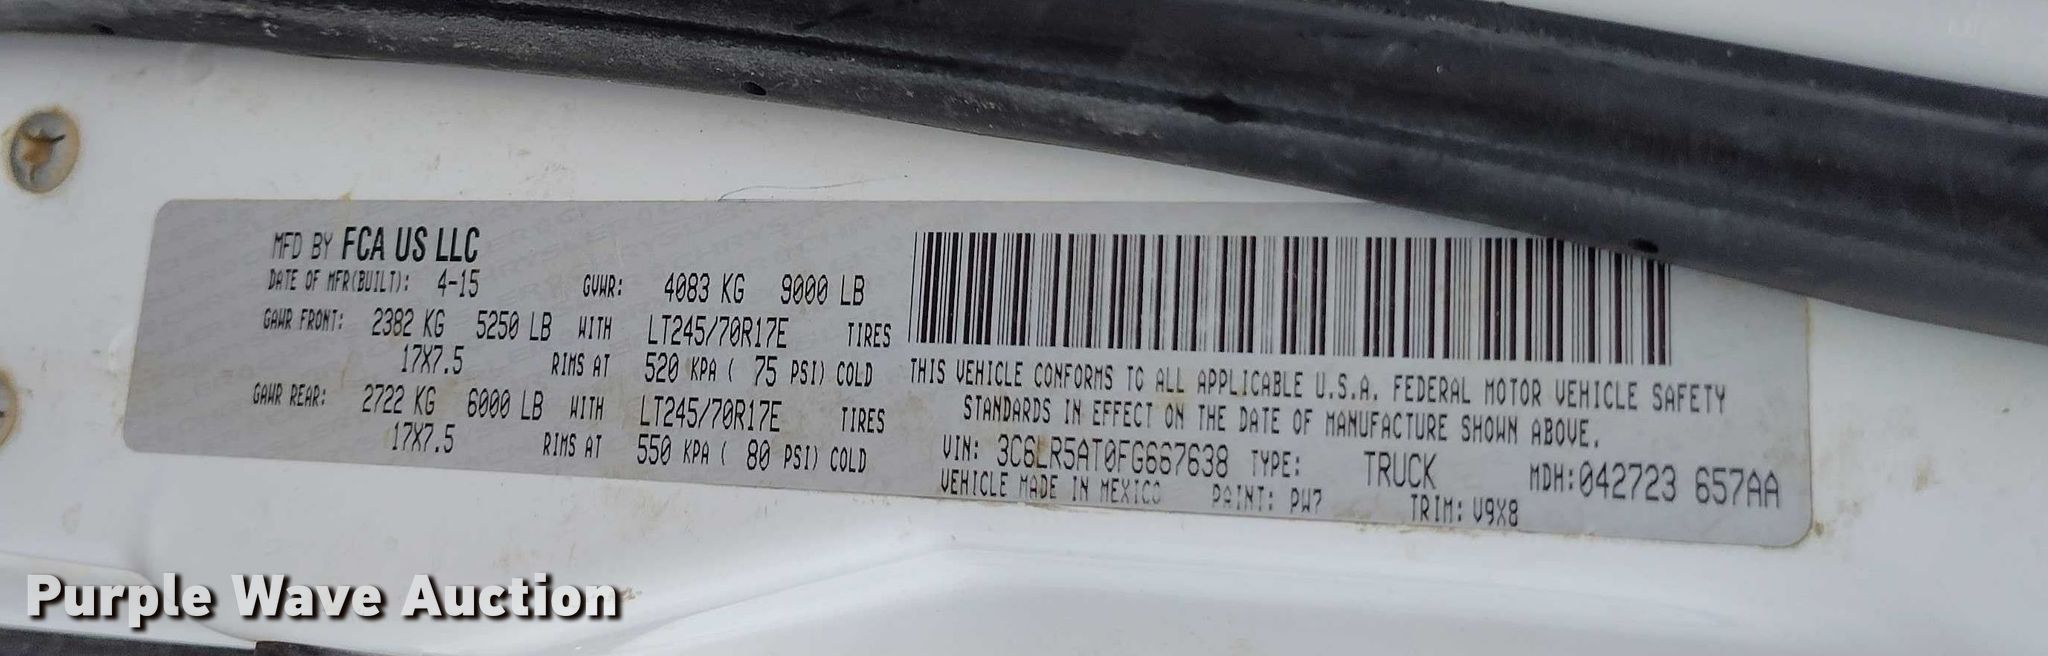 MFD BY FCA US LLC
DATE OF MFR(BUILT): 4-15 GVWR: 4083 KG 9000 LB
GAWR FRONT: 2382 KG 5250 LB WITH LT245/70R17E TIRES
17X7.5 RIMS AT 520 KPA ( 75 PSI) COLD
GAWR REAR: 2722 KG 6000 LB WITH LT245/70R17E TIRES
17X7.5 RIMS AT 550 KPA ( 80 PSI) COLD
THIS VEHICLE CONFORMS TO ALL APPLICABLE U.S.A. FEDERAL MOTOR VEHICLE SAFETY
STANDARDS IN EFFECT ON THE DATE OF MANUFACTURE SHOWN ABOVE.
VIN: 3C6LR5AT0FG667638 TYPE: TRUCK MDH:042723 657AA
VEHICLE MADE IN MEXICO PAINT: PW7 TRIM: V9X8
Purple Wave Auction